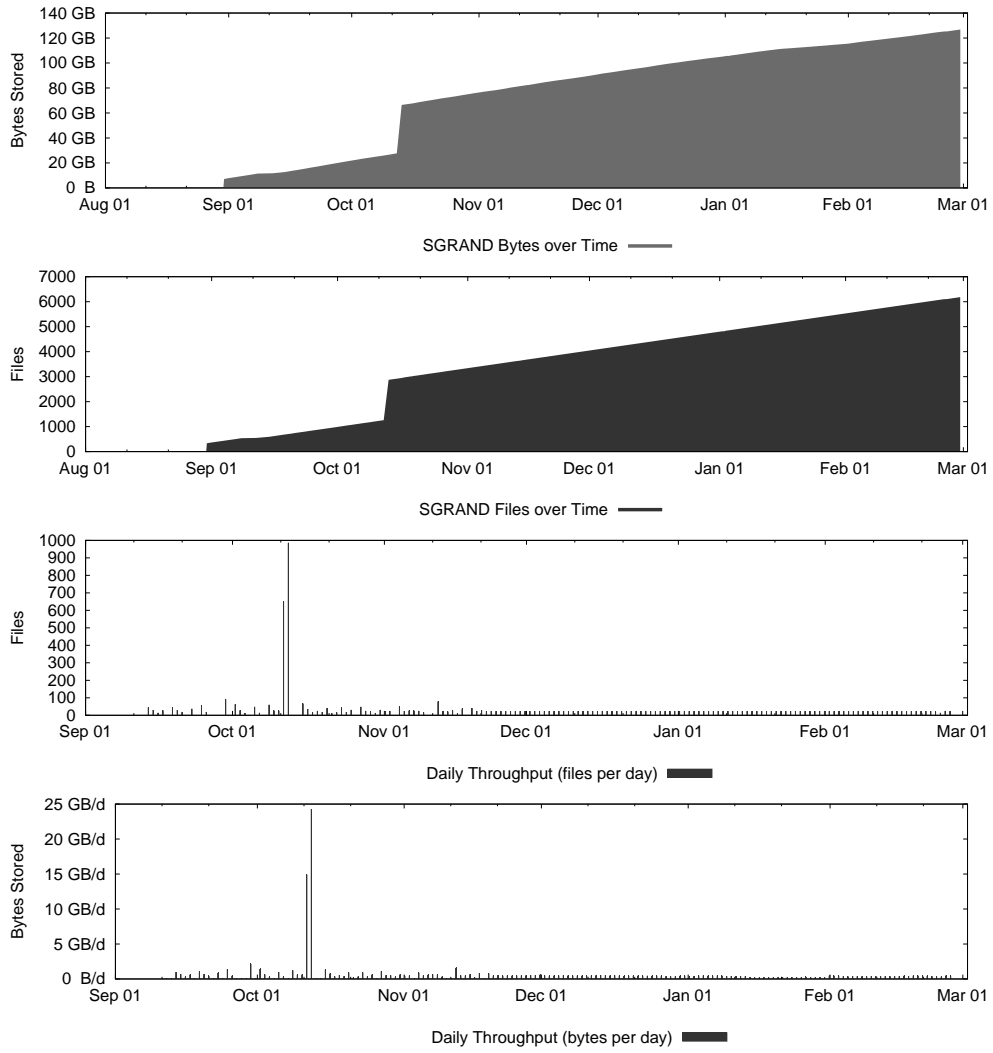 140 GB
120 GB
100 GB
80 GB
60 GB
40 GB
20 GB
0 B
Bytes Stored
Aug 01 Sep 01 Oct 01 Nov 01 Dec 01 Jan 01 Feb 01 Mar 01
SGRAND Bytes over Time
7000
6000
5000
4000
3000
2000
1000
0
Files
Aug 01 Sep 01 Oct 01 Nov 01 Dec 01 Jan 01 Feb 01 Mar 01
SGRAND Files over Time
1000
900
800
700
600
500
400
300
200
100
0
Files
Sep 01 Oct 01 Nov 01 Dec 01 Jan 01 Feb 01 Mar 01
Daily Throughput (files per day)
25 GB/d
20 GB/d
15 GB/d
10 GB/d
5 GB/d
0 B/d
Bytes Stored
Sep 01 Oct 01 Nov 01 Dec 01 Jan 01 Feb 01 Mar 01
Daily Throughput (bytes per day)